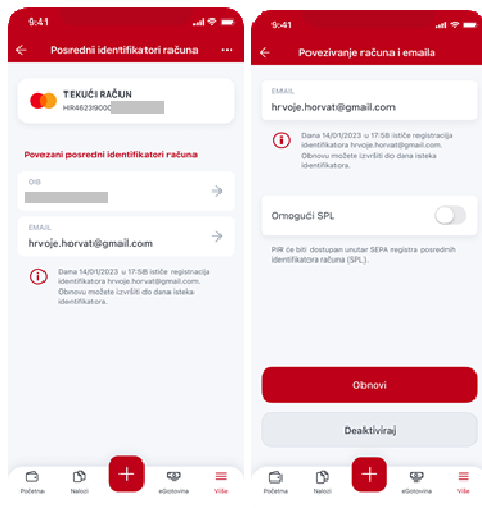 9:41
Posredni identifikatori računa
TEKUĆI RAČUN
HR4623I900C
Povezani posredni identifikatori računa
OIB
EMAIL
hrvoje.horvat@gmail.com
Dana 14/01/2023 u 17:58 ističe registracija
identifikatora hrvoje.horvat@gmail.com.
Obnovu možete izvršiti do dana isteka
identifikatora.
Početna
Nalozi
eGotovina
Više
9:41
Povezivanje računa i emaila
EMAIL
hrvoje.horvat@gmail.com
Dana 14/01/2023 u 17:58 ističe registracija
identifikatora hrvoje.horvat@gmail.com.
Obnovu možete izvršiti do dana isteka
identifikatora.
Omogući SPL
PIR će biti dostupan unutar SEPA registra posrednih
identifikatora računa (SPL).
Obnovi
Deaktiviraj
Početna
Nalozi
eGotovina
Više